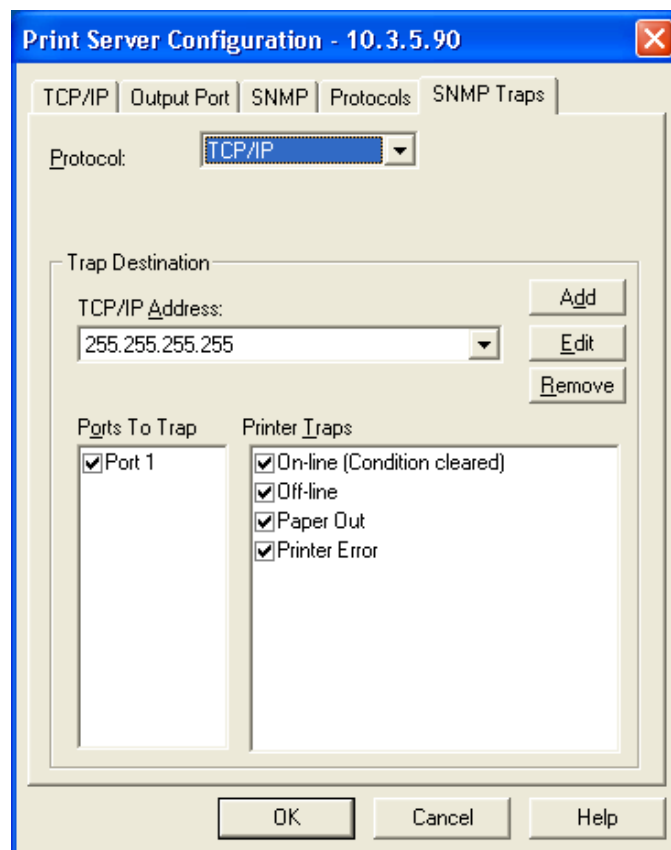 Print Server Configuration - 10.3.5.90
TCP/IP Output Port SNMP Protocols SNMP Traps
Protocol: TCP/IP
Trap Destination
Add
TCP/IP Address:
255.255.255.255
Edit
Remove
Ports To Trap Printer Traps
Port 1 On-line (Condition cleared)
Off-line
Paper Out
Printer Error
OK Cancel Help